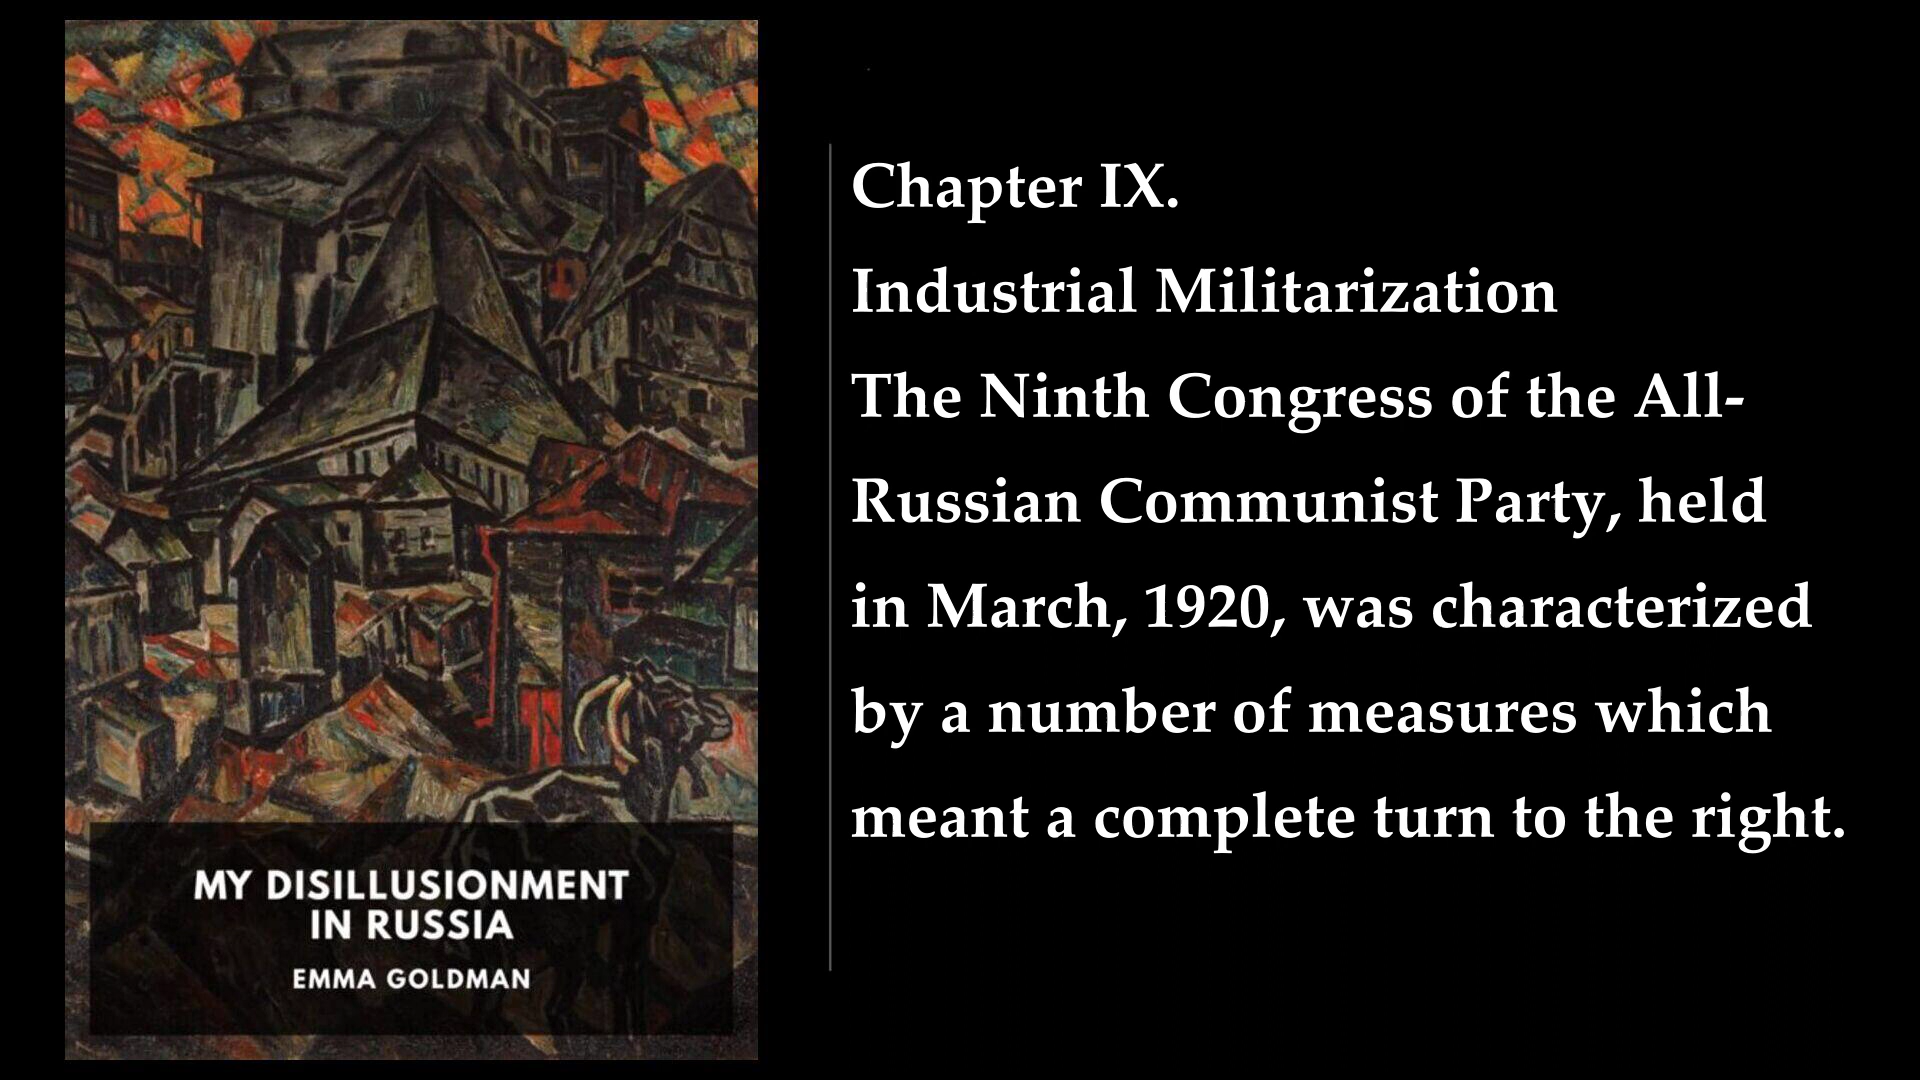 MY DISILLUSIONMENT
IN RUSSIA
EMMA GOLDMAN
Chapter IX.
Industrial Militarization
The Ninth Congress of the All-
Russian Communist Party, held
in March, 1920, was characterized
by a number of measures which
meant a complete turn to the right.